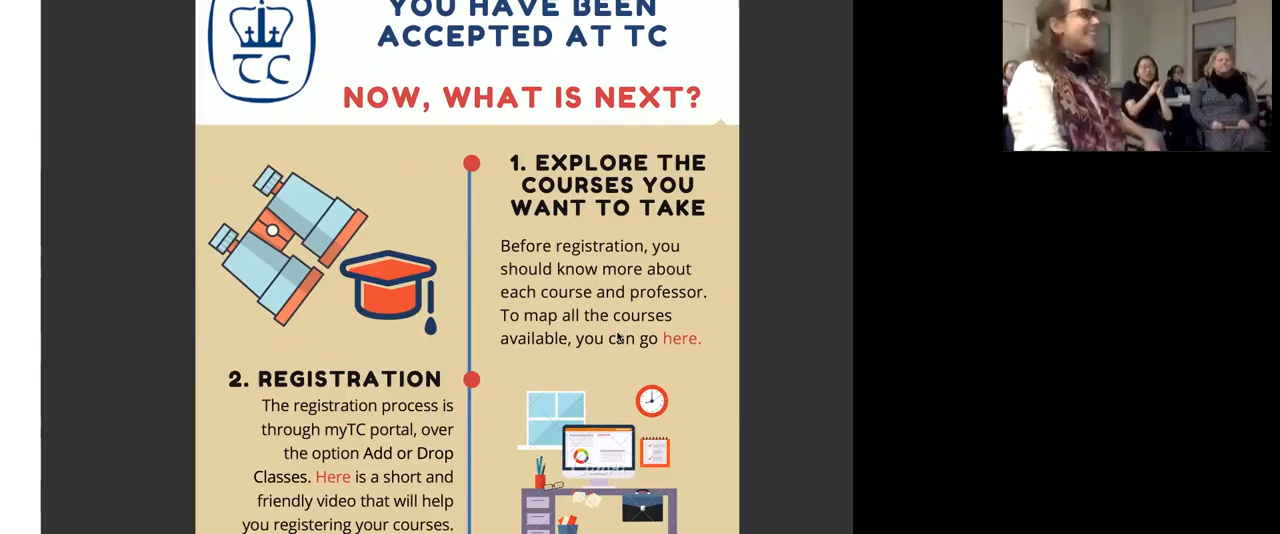 YOU HAVE BEEN
ACCEPTED AT TC
NOW, WHAT IS NEXT?
TC
1. EXPLORE THE
COURSES YOU
WANT TO TAKE
Before registration, you
should know more about
each course and professor.
To map all the courses
available, you can go here.
2. REGISTRATION
The registration process is
through myTC portal, over
the option Add or Drop
Classes. Here is a short and
friendly video that will help
you registering your courses.